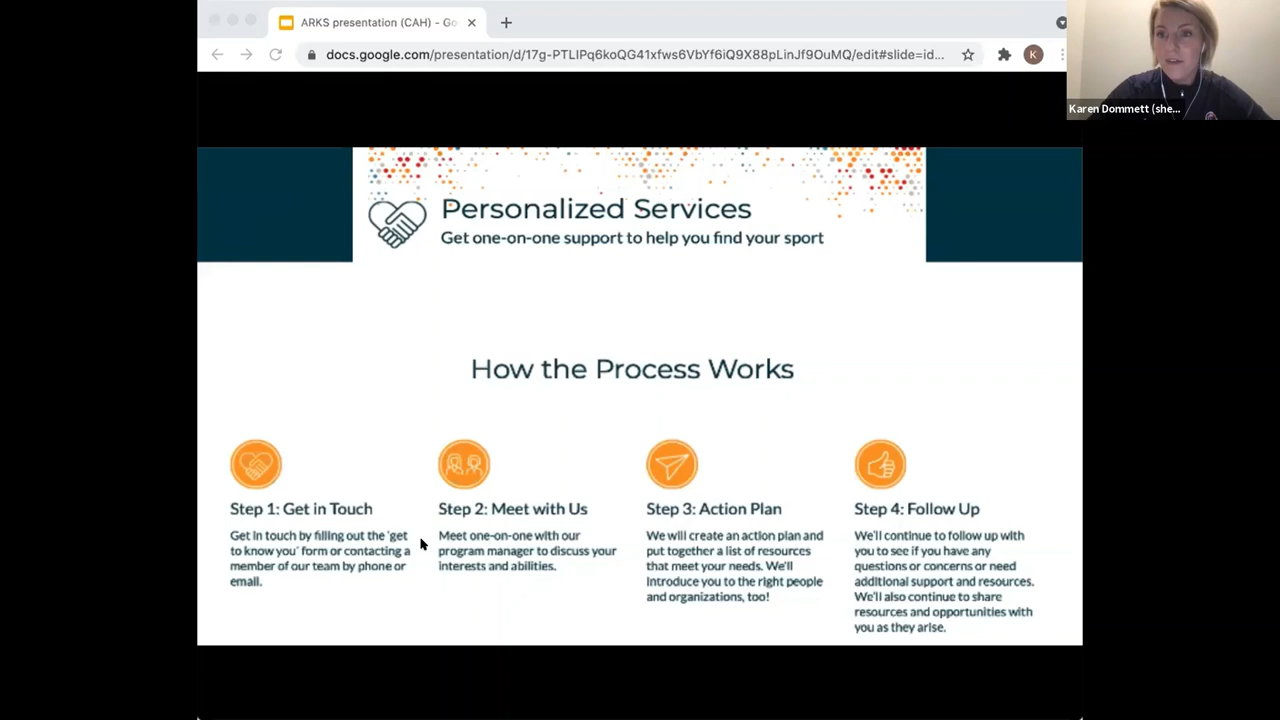 ARKS presentation (CAH) - Go
docs.google.com/presentation/d/17g-PTLIPq6koQG41xfws6VbYf6iQ9X88pLinJf9OuMQ/edit#slide=id...
K
Karen Dommett (she...
Personalized Services
Get one-on-one support to help you find your sport
How the Process Works
Step 1: Get in Touch
Get in touch by filling out the 'get
to know you' form or contacting a
member of our team by phone or
email.
Step 2: Meet with Us
Meet one-on-one with our
program manager to discuss your
interests and abilities.
Step 3: Action Plan
We will create an action plan and
put together a list of resources
that meet your needs. We'll
introduce you to the right people
and organizations, too!
Step 4: Follow Up
We'll continue to follow up with
you to see if you have any
questions or concerns or need
additional support and resources.
We'll also continue to share
resources and opportunities with
you as they arise.